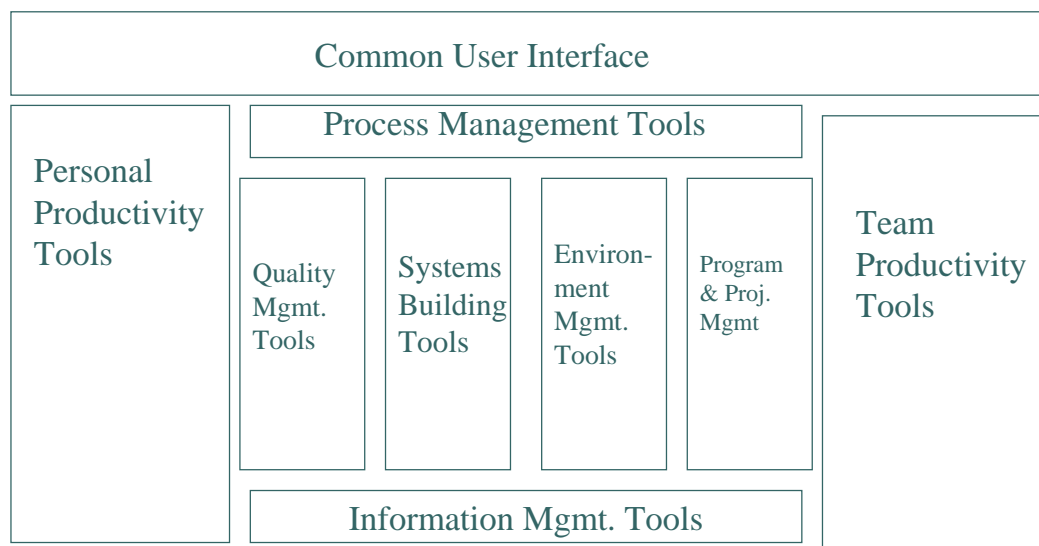 Common User Interface
Process Management Tools
Personal
Productivity
Tools
Quality
Mgmt.
Tools
Systems
Building
Tools
Environ-
ment
Mgmt.
Tools
Program
& Proj.
Mgmt
Team
Productivity
Tools
Information Mgmt. Tools